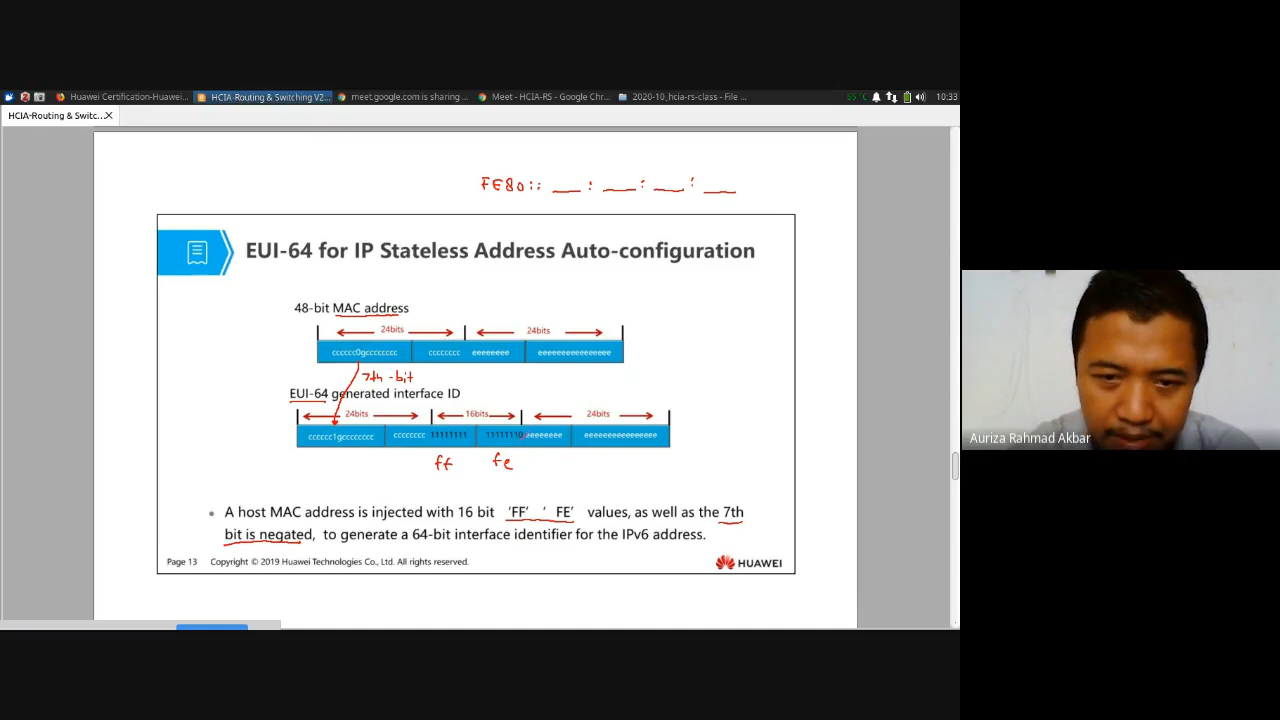 Huawei Certification-Huawei...
HCIA-Routing & Switching V2...
meet.google.com is sharing ...
Meet - HCIA-RS - Google Chr...
2020-10_hcia-rs-class - File ...
65°C
10:33
HCIA-Routing & Switc...
FE80:: __ : __ : __ : __
EUI-64 for IP Stateless Address Auto-configuration
48-bit MAC address
24bits
24bits
cccccc0gcccccccc
cccccccc
eeeeeeee
eeeeeeeeeeeeeeee
7th-bit
EUI-64 generated interface ID
24bits
16bits
24bits
cccccc1gcccccccc
cccccccc
11111111
11111110
eeeeeeee
eeeeeeeeeeeeeeee
ff
fe
• A host MAC address is injected with 16 bit ‘FF’ ‘ FE’ values, as well as the 7th
bit is negated, to generate a 64-bit interface identifier for the IPv6 address.
Page 13
Copyright © 2019 Huawei Technologies Co., Ltd. All rights reserved.
HUAWEI
Auriza Rahmad Akbar